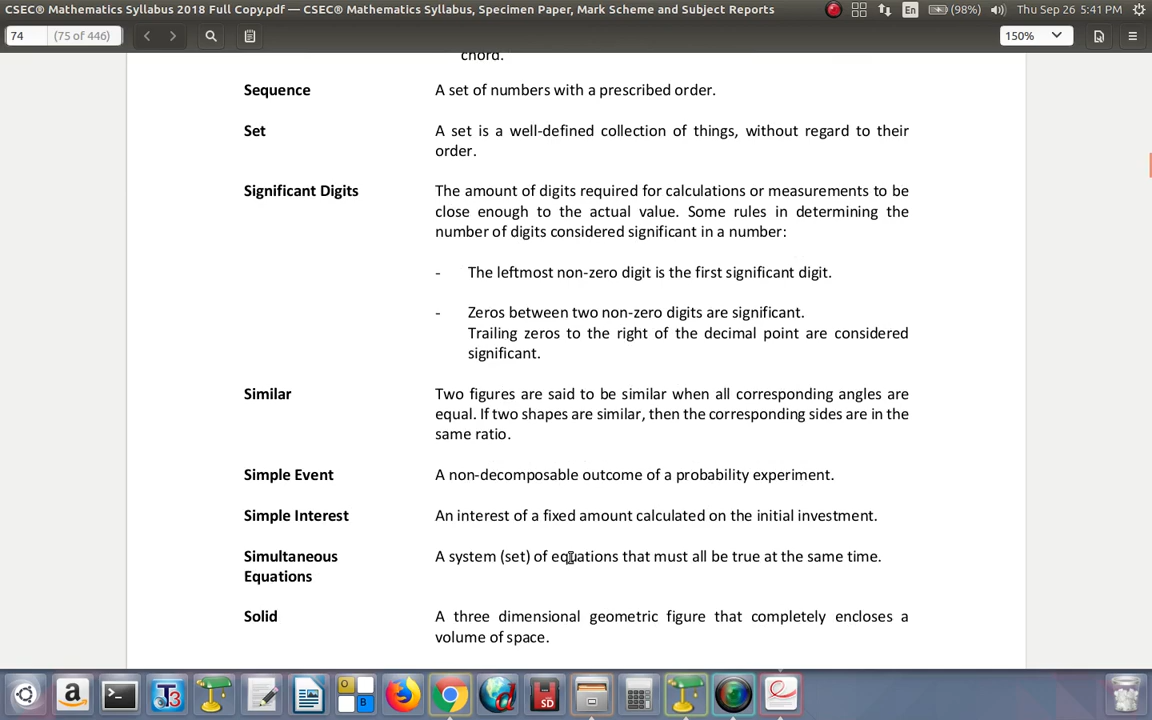 CSEC® Mathematics Syllabus 2018 Full Copy.pdf — CSEC® Mathematics Syllabus, Specimen Paper, Mark Scheme and Subject Reports
En (98%) Thu Sep 26 5:41 PM
74 (75 of 446) 150%
chord.
Sequence A set of numbers with a prescribed order.
Set A set is a well-defined collection of things, without regard to their
order.
Significant Digits The amount of digits required for calculations or measurements to be
close enough to the actual value. Some rules in determining the
number of digits considered significant in a number:
- The leftmost non-zero digit is the first significant digit.
- Zeros between two non-zero digits are significant.
Trailing zeros to the right of the decimal point are considered
significant.
Similar Two figures are said to be similar when all corresponding angles are
equal. If two shapes are similar, then the corresponding sides are in the
same ratio.
Simple Event A non-decomposable outcome of a probability experiment.
Simple Interest An interest of a fixed amount calculated on the initial investment.
Simultaneous A system (set) of equations that must all be true at the same time.
Equations
Solid A three dimensional geometric figure that completely encloses a
volume of space.